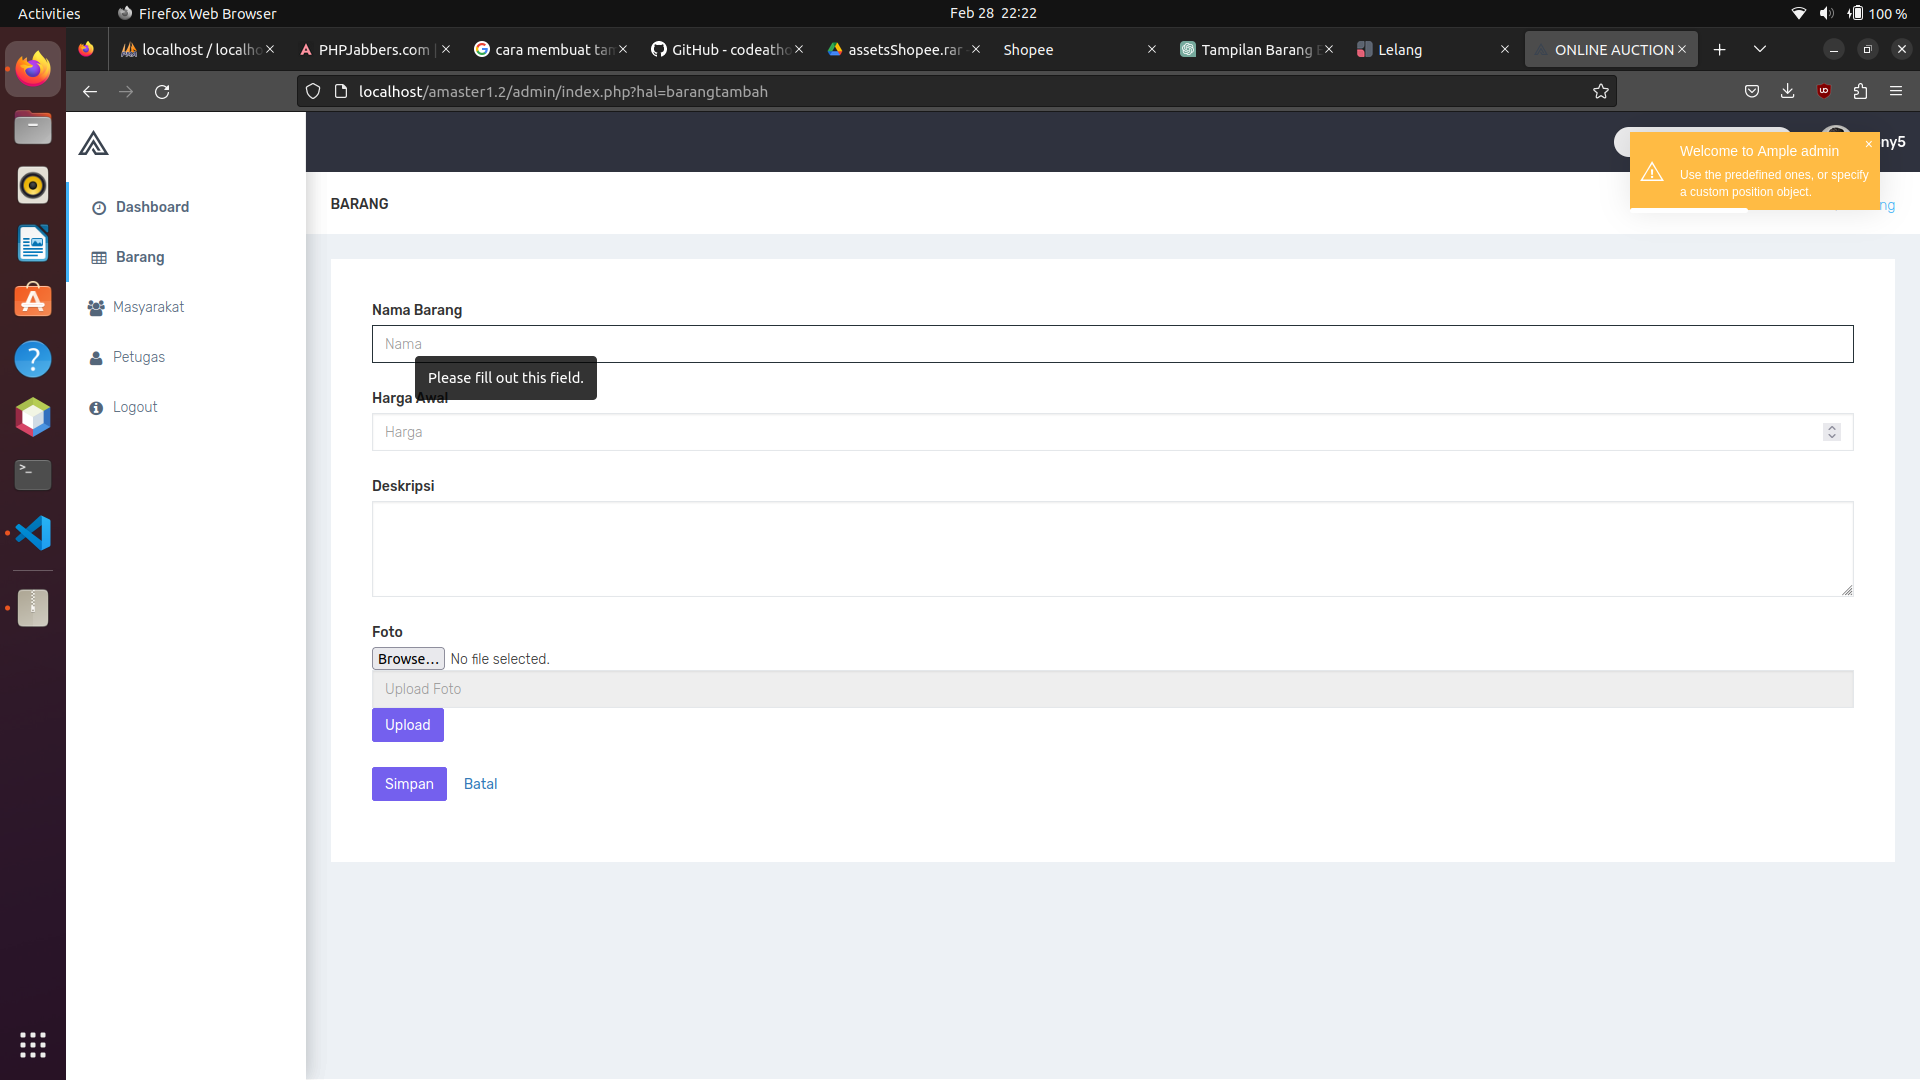 Activities
Firefox Web Browser
Feb 28 22:22
100 %
localhost / localho
PHPJabbers.com |
cara membuat tam
GitHub - codeatho
assetsShopee.rar -
Shopee
Tampilan Barang E
Lelang
ONLINE AUCTION
localhost/amaster1.2/admin/index.php?hal=barangtambah
ny5
Welcome to Ample admin
Use the predefined ones, or specify
a custom position object.
ng
BARANG
Dashboard
Barang
Masyarakat
Petugas
Logout
Nama Barang
Nama
Please fill out this field.
Harga Awal
Harga
Deskripsi
Foto
Browse... No file selected.
Upload Foto
Upload
Simpan
Batal